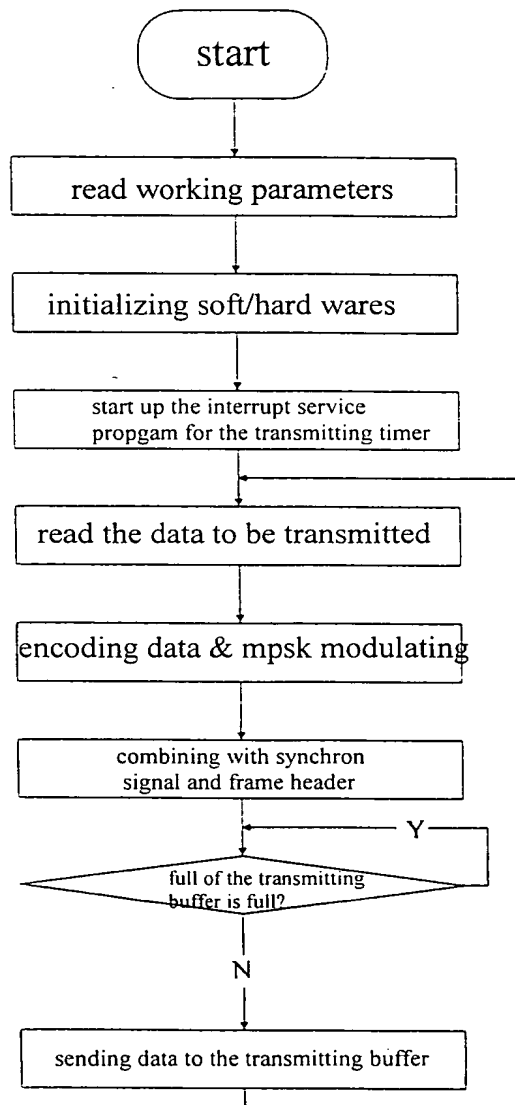 start
read working parameters
initializing soft/hard wares
start up the interrupt service
propgam for the transmitting timer
read the data to be transmitted
encoding data & mpsk modulating
combining with synchron
signal and frame header
Y
full of the transmitting
buffer is full?
N
sending data to the transmitting buffer